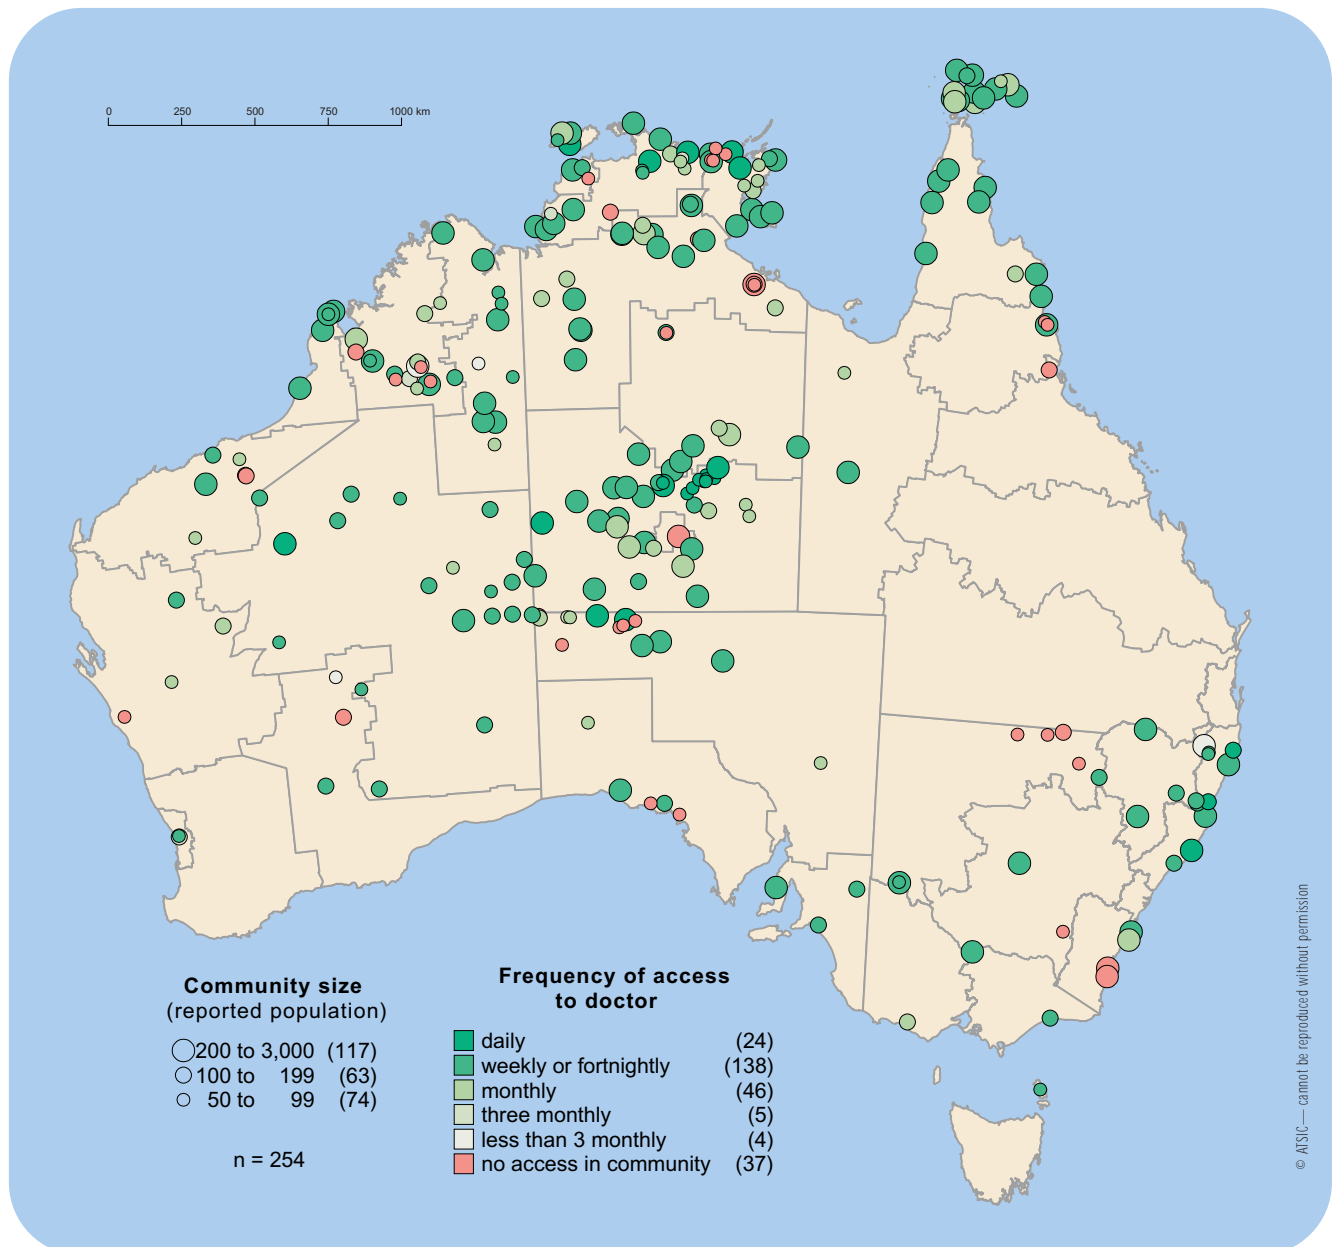 0 250 500 750 1000 km
Community size
(reported population)
200 to 3,000 (117)
100 to 199 (63)
50 to 99 (74)
n = 254
Frequency of access
to doctor
daily (24)
weekly or fortnightly (138)
monthly (46)
three monthly (5)
less than 3 monthly (4)
no access in community (37)
© ATSIC— cannot be reproduced without permission